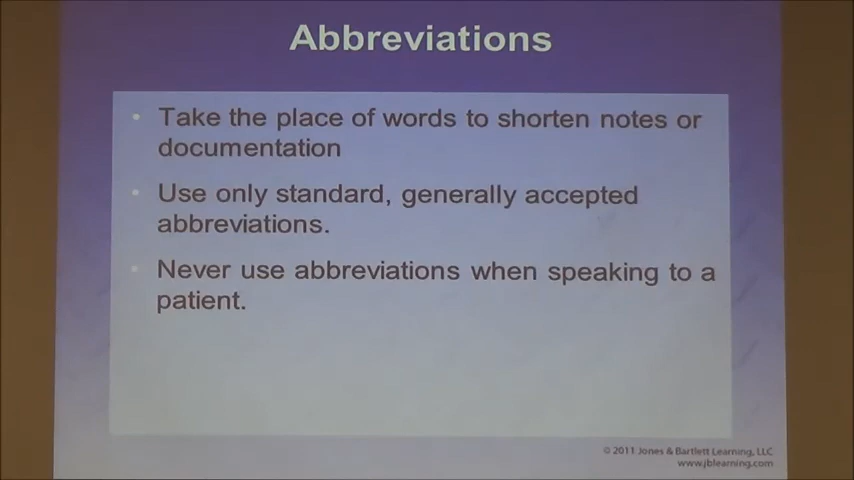 Abbreviations
• Take the place of words to shorten notes or
documentation
• Use only standard, generally accepted
abbreviations.
• Never use abbreviations when speaking to a
patient.
© 2011 Jones & Bartlett Learning, LLC
www.jblearning.com